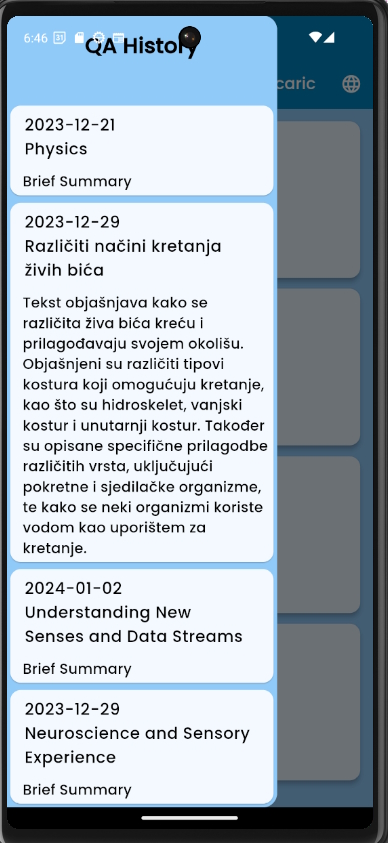 6:46
QA History
caric
2023-12-21
Physics
Brief Summary
2023-12-29
Različiti načini kretanja
živih bića
Tekst objašnjava kako se
različita živa bića kreću i
prilagođavaju svojem okolišu.
Objašnjeni su različiti tipovi
kostura koji omogućuju kretanje,
kao što su hidroskelet, vanjski
kostur i unutarnji kostur. Također
su opisane specifične prilagodbe
različitih vrsta, uključujući
pokretne i sjedilačke organizme,
te kako se neki organizmi koriste
vodom kao uporištem za
kretanje.
2024-01-02
Understanding New
Senses and Data Streams
Brief Summary
2023-12-29
Neuroscience and Sensory
Experience
Brief Summary